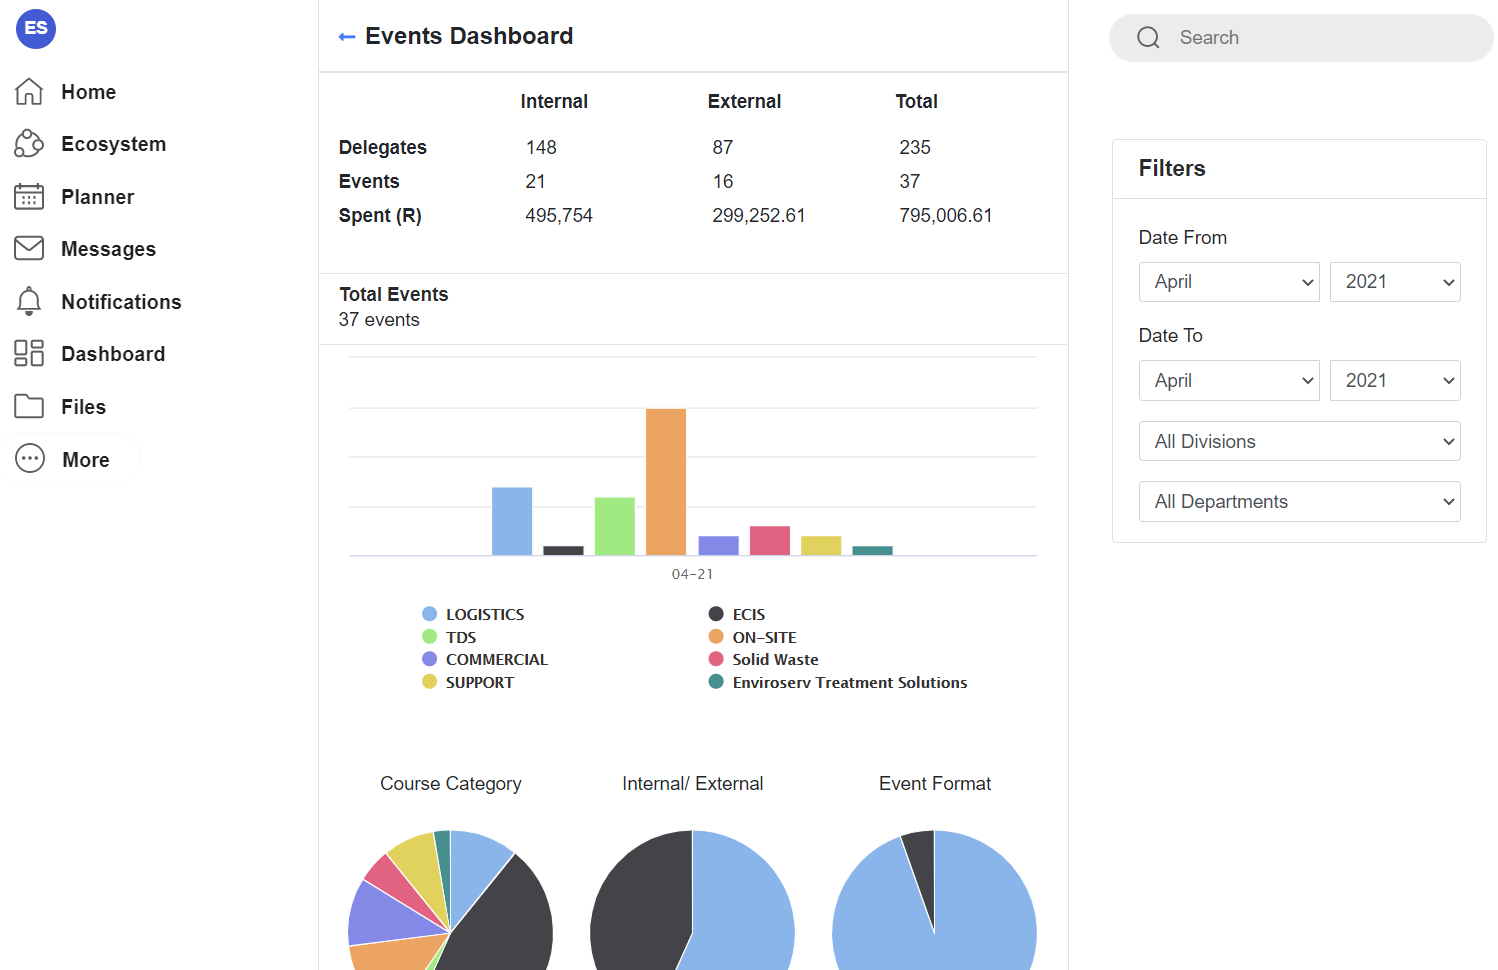 ES
Home
Ecosystem
Planner
Messages
Notifications
Dashboard
Files
More
Events Dashboard
Internal External Total
Delegates 148 87 235
Events 21 16 37
Spent (R) 495,754 299,252.61 795,006.61
Total Events
37 events
04-21
LOGISTICS ECIS
TDS ON-SITE
COMMERCIAL Solid Waste
SUPPORT Enviroserv Treatment Solutions
Course Category Internal/ External Event Format
Search
Filters
Date From
April 2021
Date To
April 2021
All Divisions
All Departments